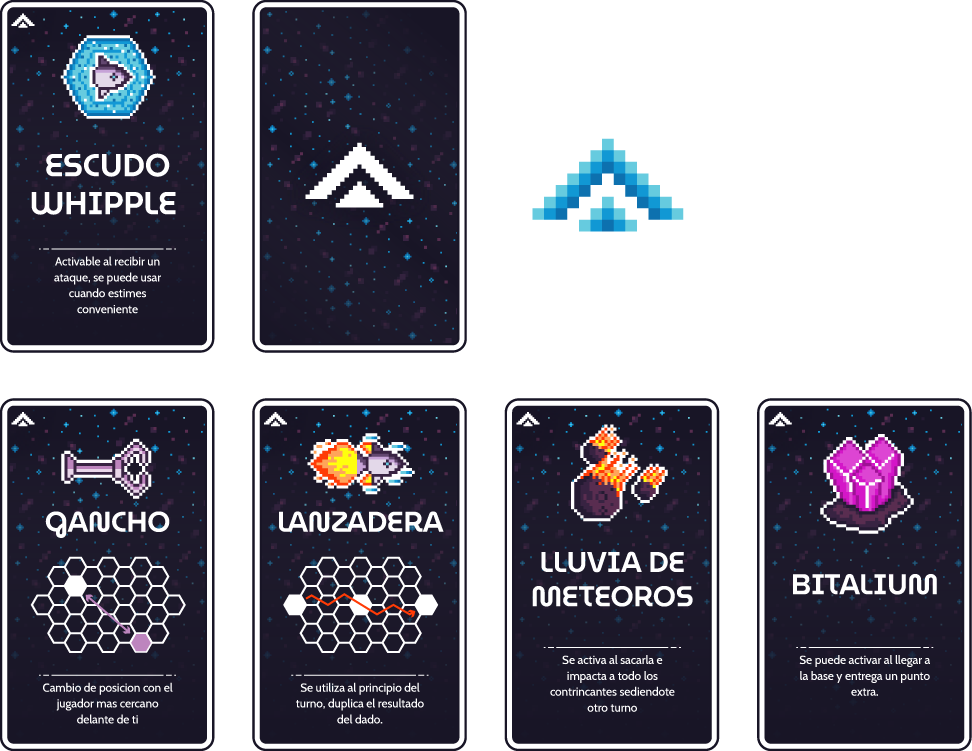 ESCUDO
WHIPPLE
Activable al recibir un
ataque, se puede usar
cuando estimes
conveniente
GANCHO
Cambio de posicion con el
jugador mas cercano
delante de ti
LANZADERA
Se utiliza al principio del
turno, duplica el resultado
del dado.
LLUVIA DE
METEOROS
Se activa al sacarla e
impacta a todo los
contrincantes sediendote
otro turno
BITALIUM
Se puede activar al llegar a
la base y entrega un punto
extra.